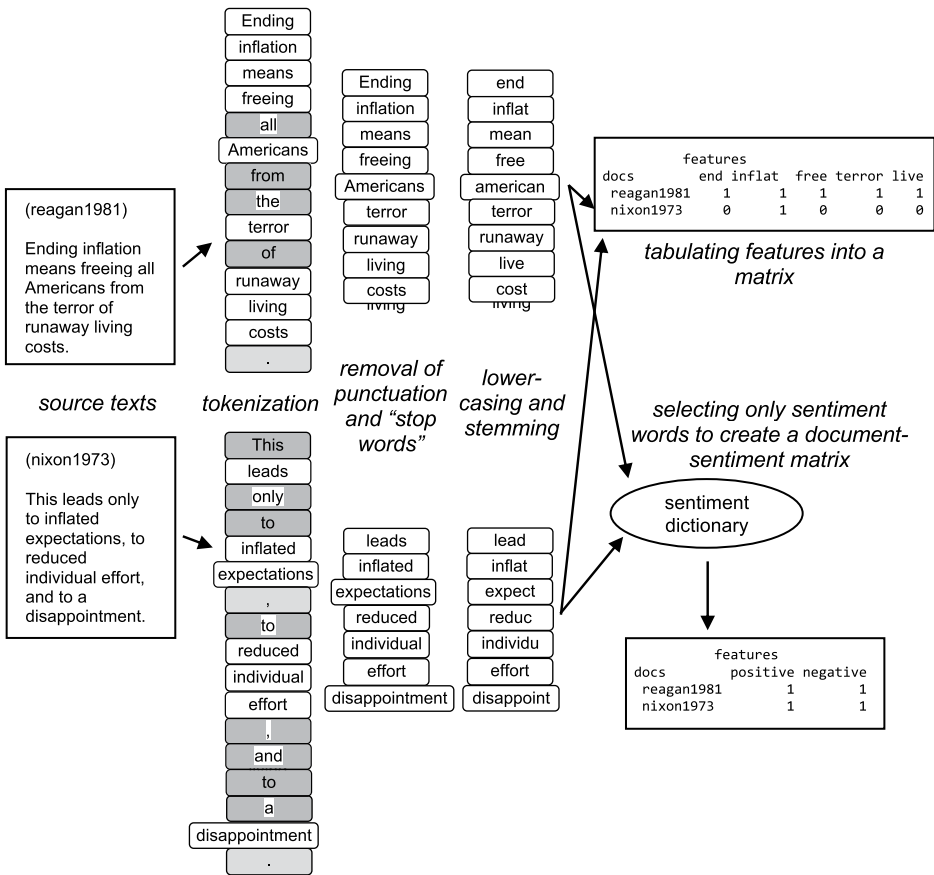 (reagan1981)
Ending inflation
means freeing all
Americans from
the terror of
runaway living
costs.
source texts
(nixon1973)
This leads only
to inflated
expectations, to
reduced
individual effort,
and to a
disappointment.
Ending
inflation
means
freeing
all
Americans
from
the
terror
of
runaway
living
costs
.
tokenization
This
leads
only
to
inflated
expectations
,
to
reduced
individual
effort
,
and
to
a
disappointment
.
Ending
inflation
means
freeing
Americans
terror
runaway
living
costs
living
removal of
punctuation
and “stop
words”
leads
inflated
expectations
reduced
individual
effort
disappointment
end
inflat
mean
free
american
terror
runaway
live
cost
living
lower-
casing and
stemming
lead
inflat
expect
reduc
individu
effort
disappoint
features
docs end inflat free terror live
reagan1981 1 1 1 1 1
nixon1973 0 1 0 0 0
tabulating features into a
matrix
selecting only sentiment
words to create a document-
sentiment matrix
sentiment
dictionary
features
docs positive negative
reagan1981 1 1
nixon1973 1 1